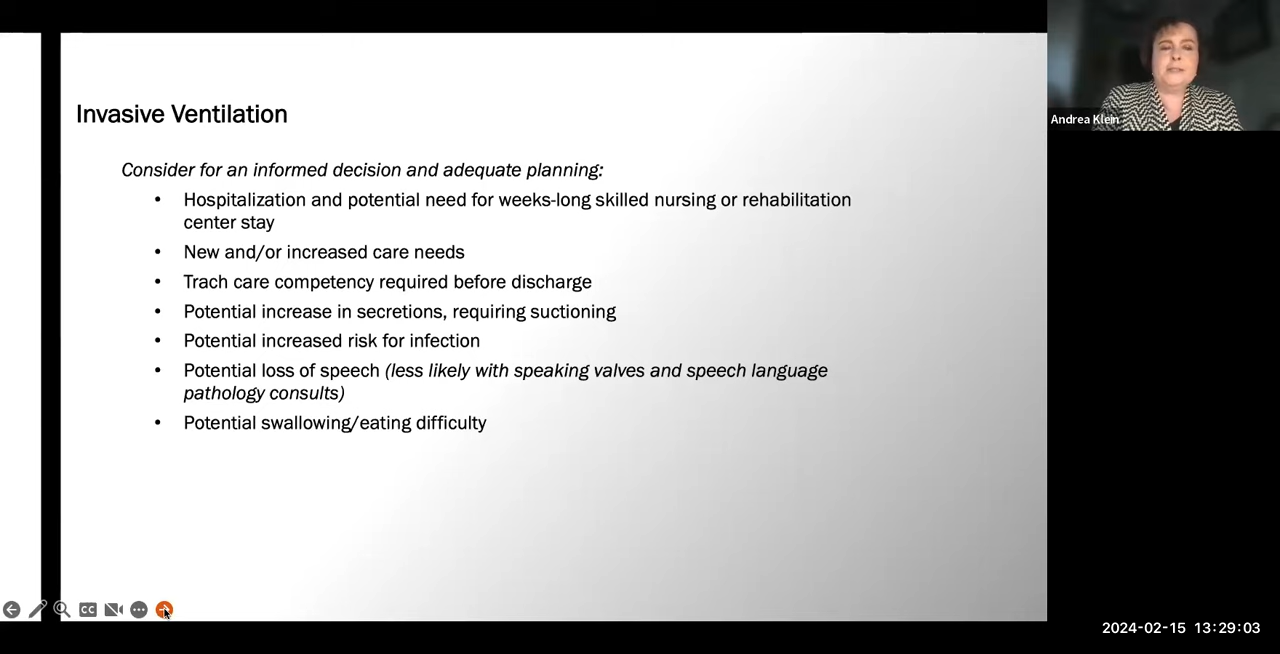 Invasive Ventilation
Consider for an informed decision and adequate planning:
• Hospitalization and potential need for weeks-long skilled nursing or rehabilitation
center stay
• New and/or increased care needs
• Trach care competency required before discharge
• Potential increase in secretions, requiring suctioning
• Potential increased risk for infection
• Potential loss of speech (less likely with speaking valves and speech language
pathology consults)
• Potential swallowing/eating difficulty
Andrea Klein
CC
2024-02-15 13:29:03